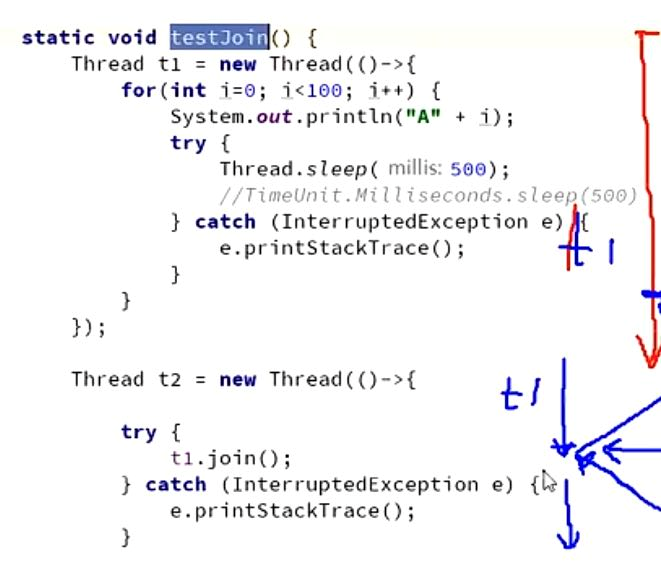 static void testJoin() {
Thread t1 = new Thread(()->{
for(int i=0; i<100; i++) {
System.out.println("A" + i);
try {
Thread.sleep( millis: 500);
//TimeUnit.Milliseconds.sleep(500)
} catch (InterruptedException e) {
e.printStackTrace();
t1
}
}
});
Thread t2 = new Thread(()->{
t1
try {
t1.join();
} catch (InterruptedException e) {
e.printStackTrace();
}